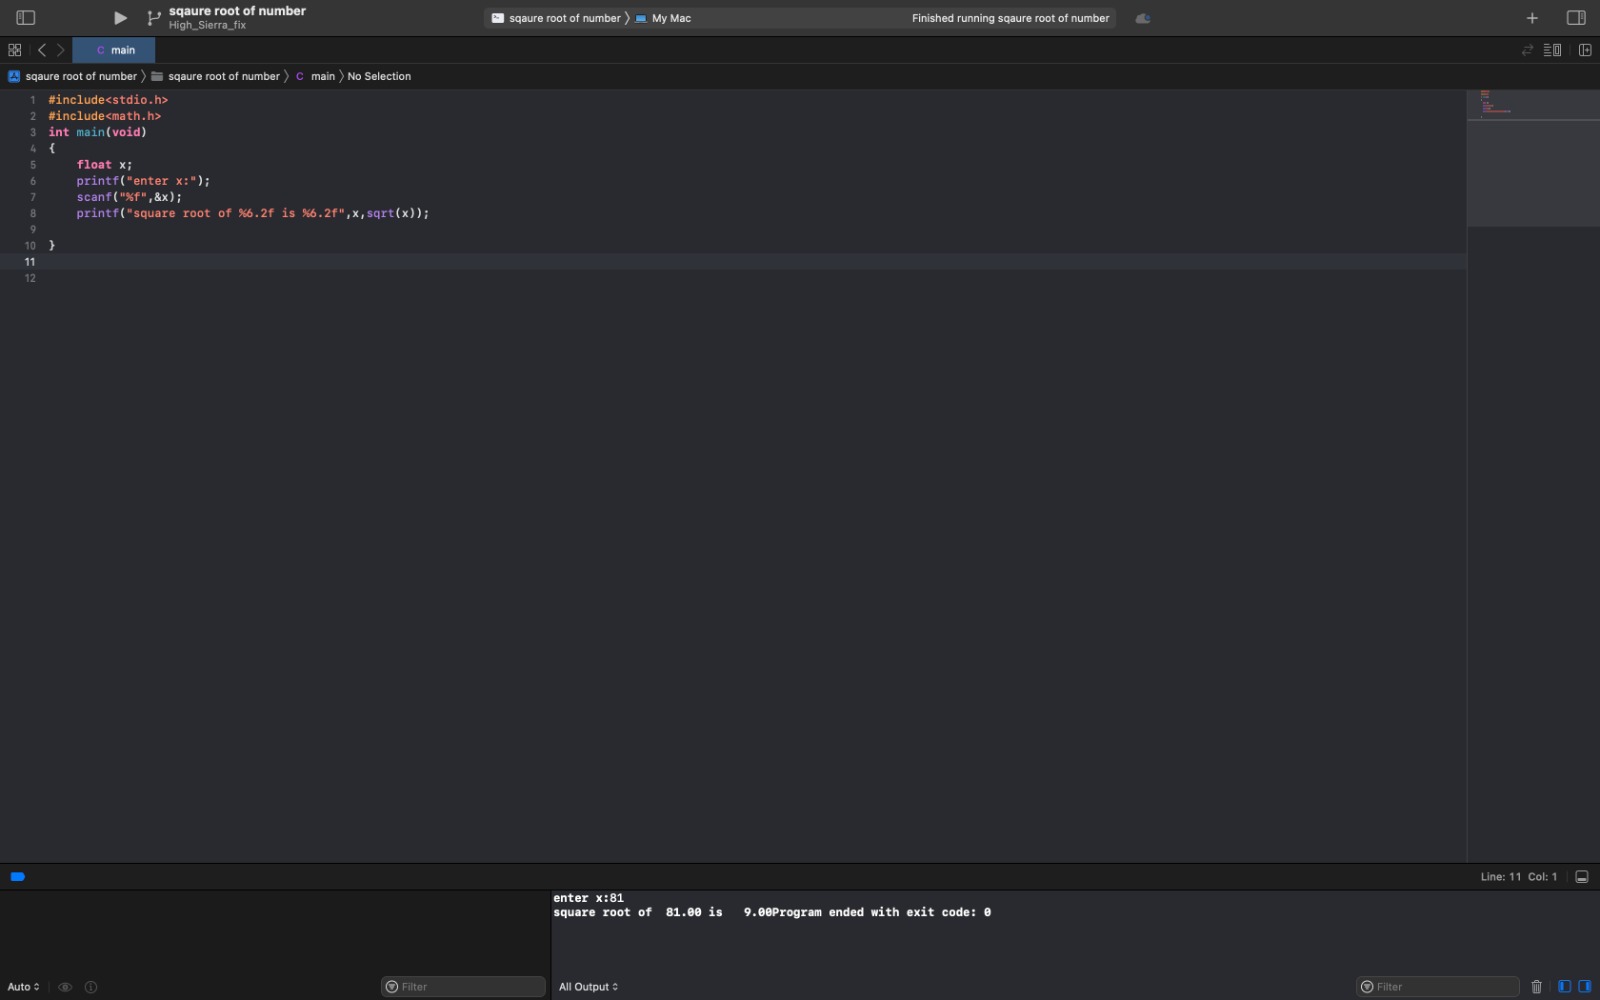 sqaure root of number
High_Sierra_fix
sqaure root of number 〉 My Mac
Finished running sqaure root of number
C main
sqaure root of number 〉 sqaure root of number 〉 C main 〉 No Selection
1 #include<stdio.h>
2 #include<math.h>
3 int main(void)
4 {
5     float x;
6     printf("enter x:");
7     scanf("%f",&x);
8     printf("square root of %6.2f is %6.2f",x,sqrt(x));
9
10 }
11
12
Line: 11 Col: 1
enter x:81
square root of  81.00 is   9.00Program ended with exit code: 0
Auto
Filter
All Output
Filter